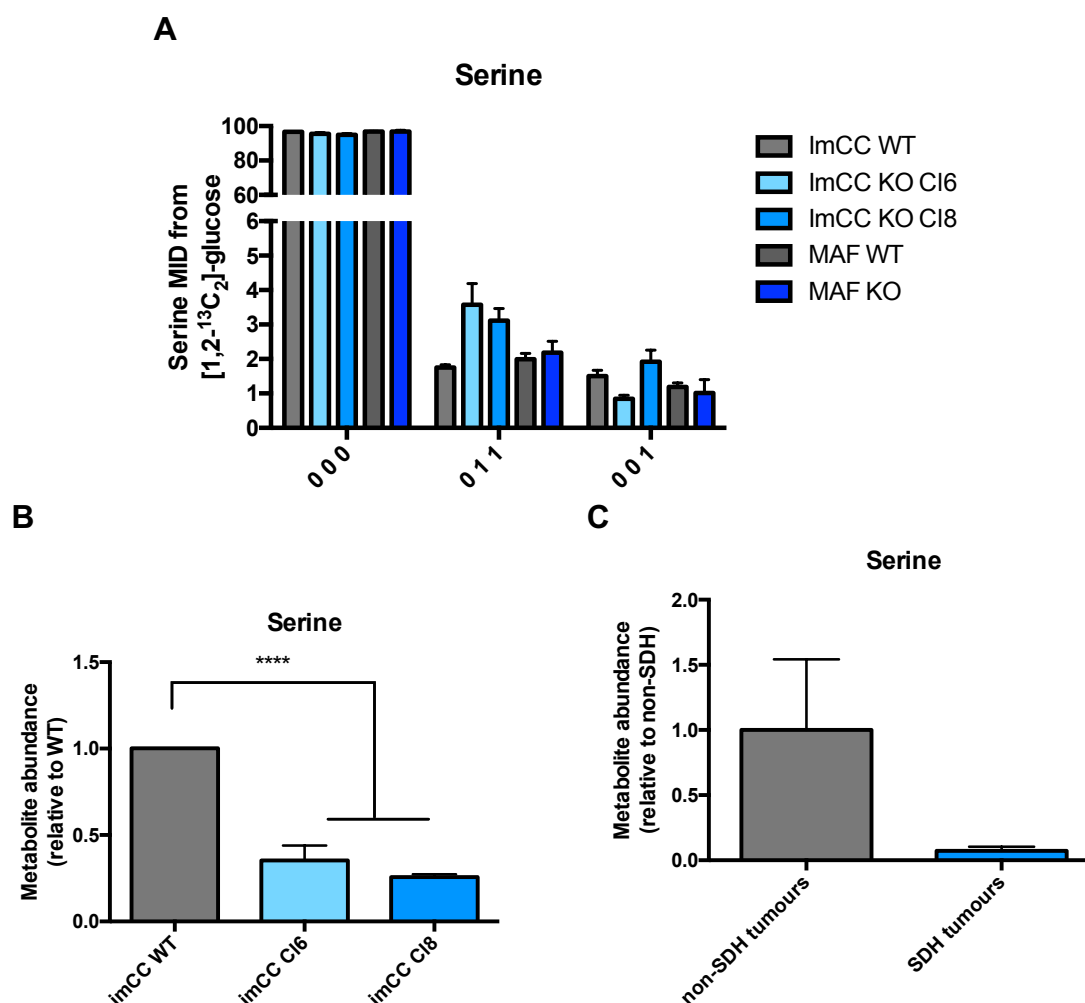 A
Serine
Serine MID from
[1,2-¹³C₂]-glucose
100
80
60
6
5
4
3
2
1
0
0 0 0
0 1 1
0 0 1
ImCC WT
ImCC KO Cl6
ImCC KO Cl8
MAF WT
MAF KO
B
Serine
Metabolite abundance
(relative to WT)
1.5
1.0
0.5
0.0
****
imCC WT
imCC Cl6
imCC Cl8
C
Serine
Metabolite abundance
(relative to non-SDH)
2.0
1.5
1.0
0.5
0.0
non-SDH tumours
SDH tumours